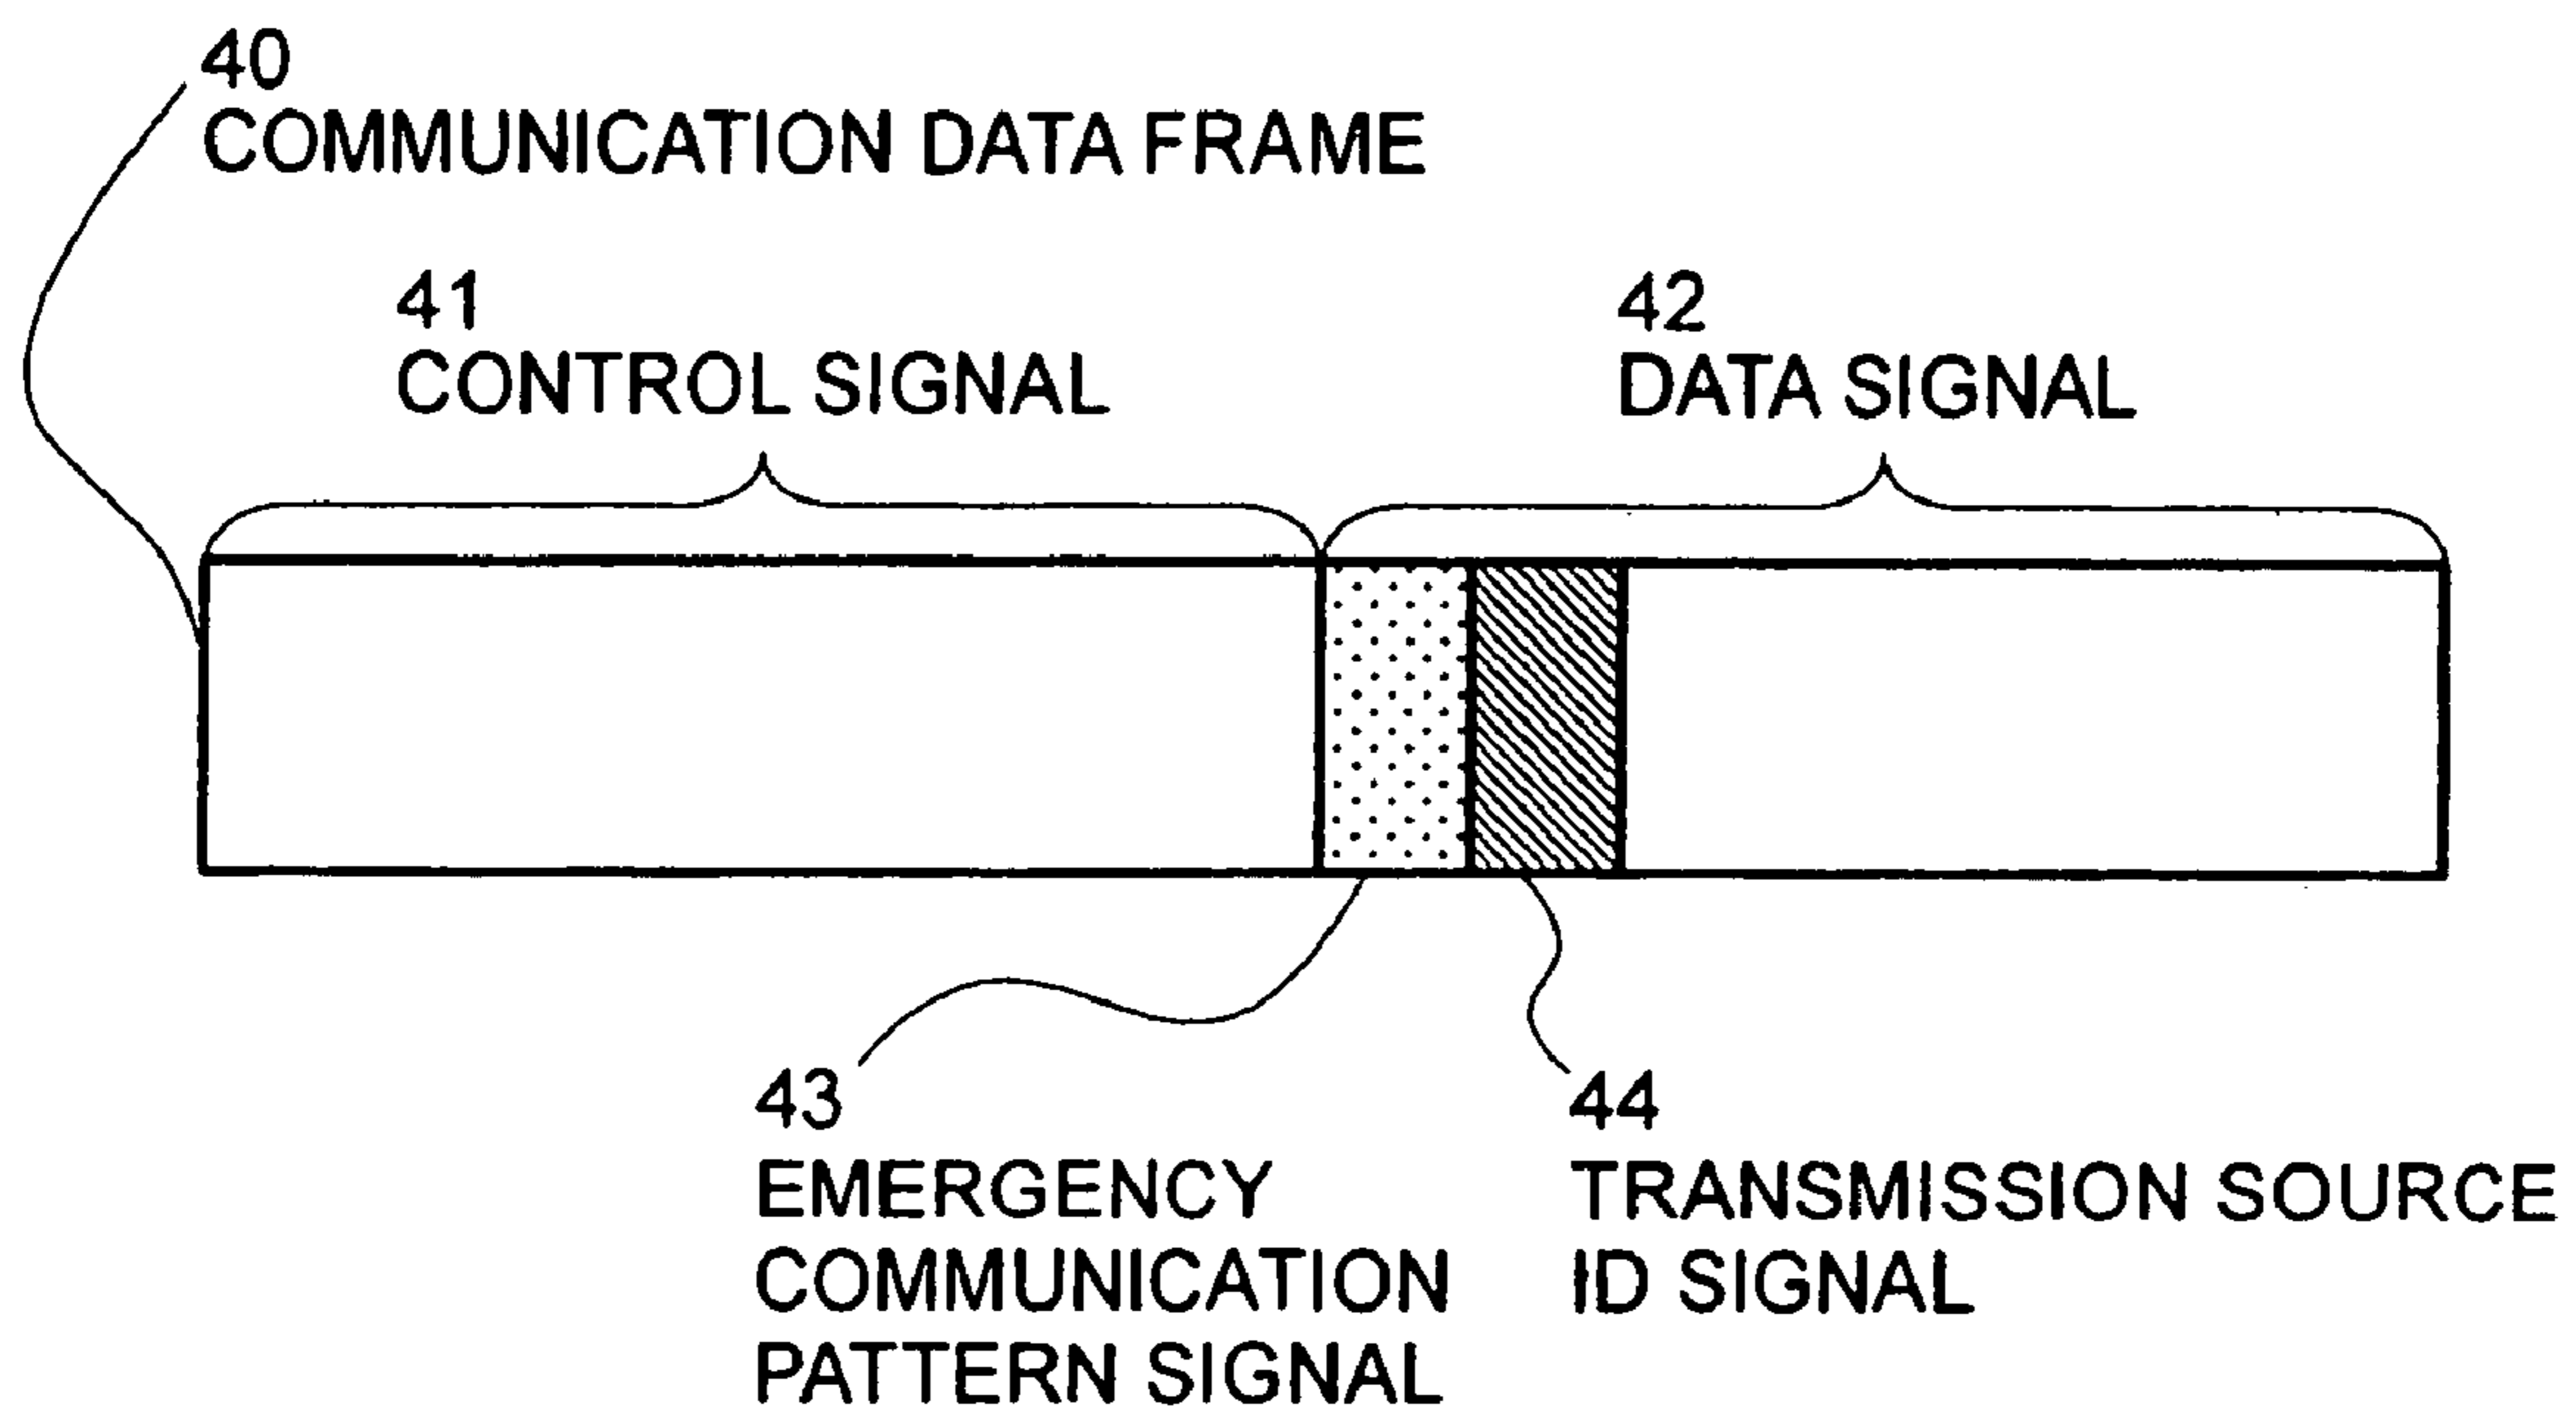 40
COMMUNICATION DATA FRAME
41
CONTROL SIGNAL
42
DATA SIGNAL
43
EMERGENCY
COMMUNICATION
PATTERN SIGNAL
44
TRANSMISSION SOURCE
ID SIGNAL